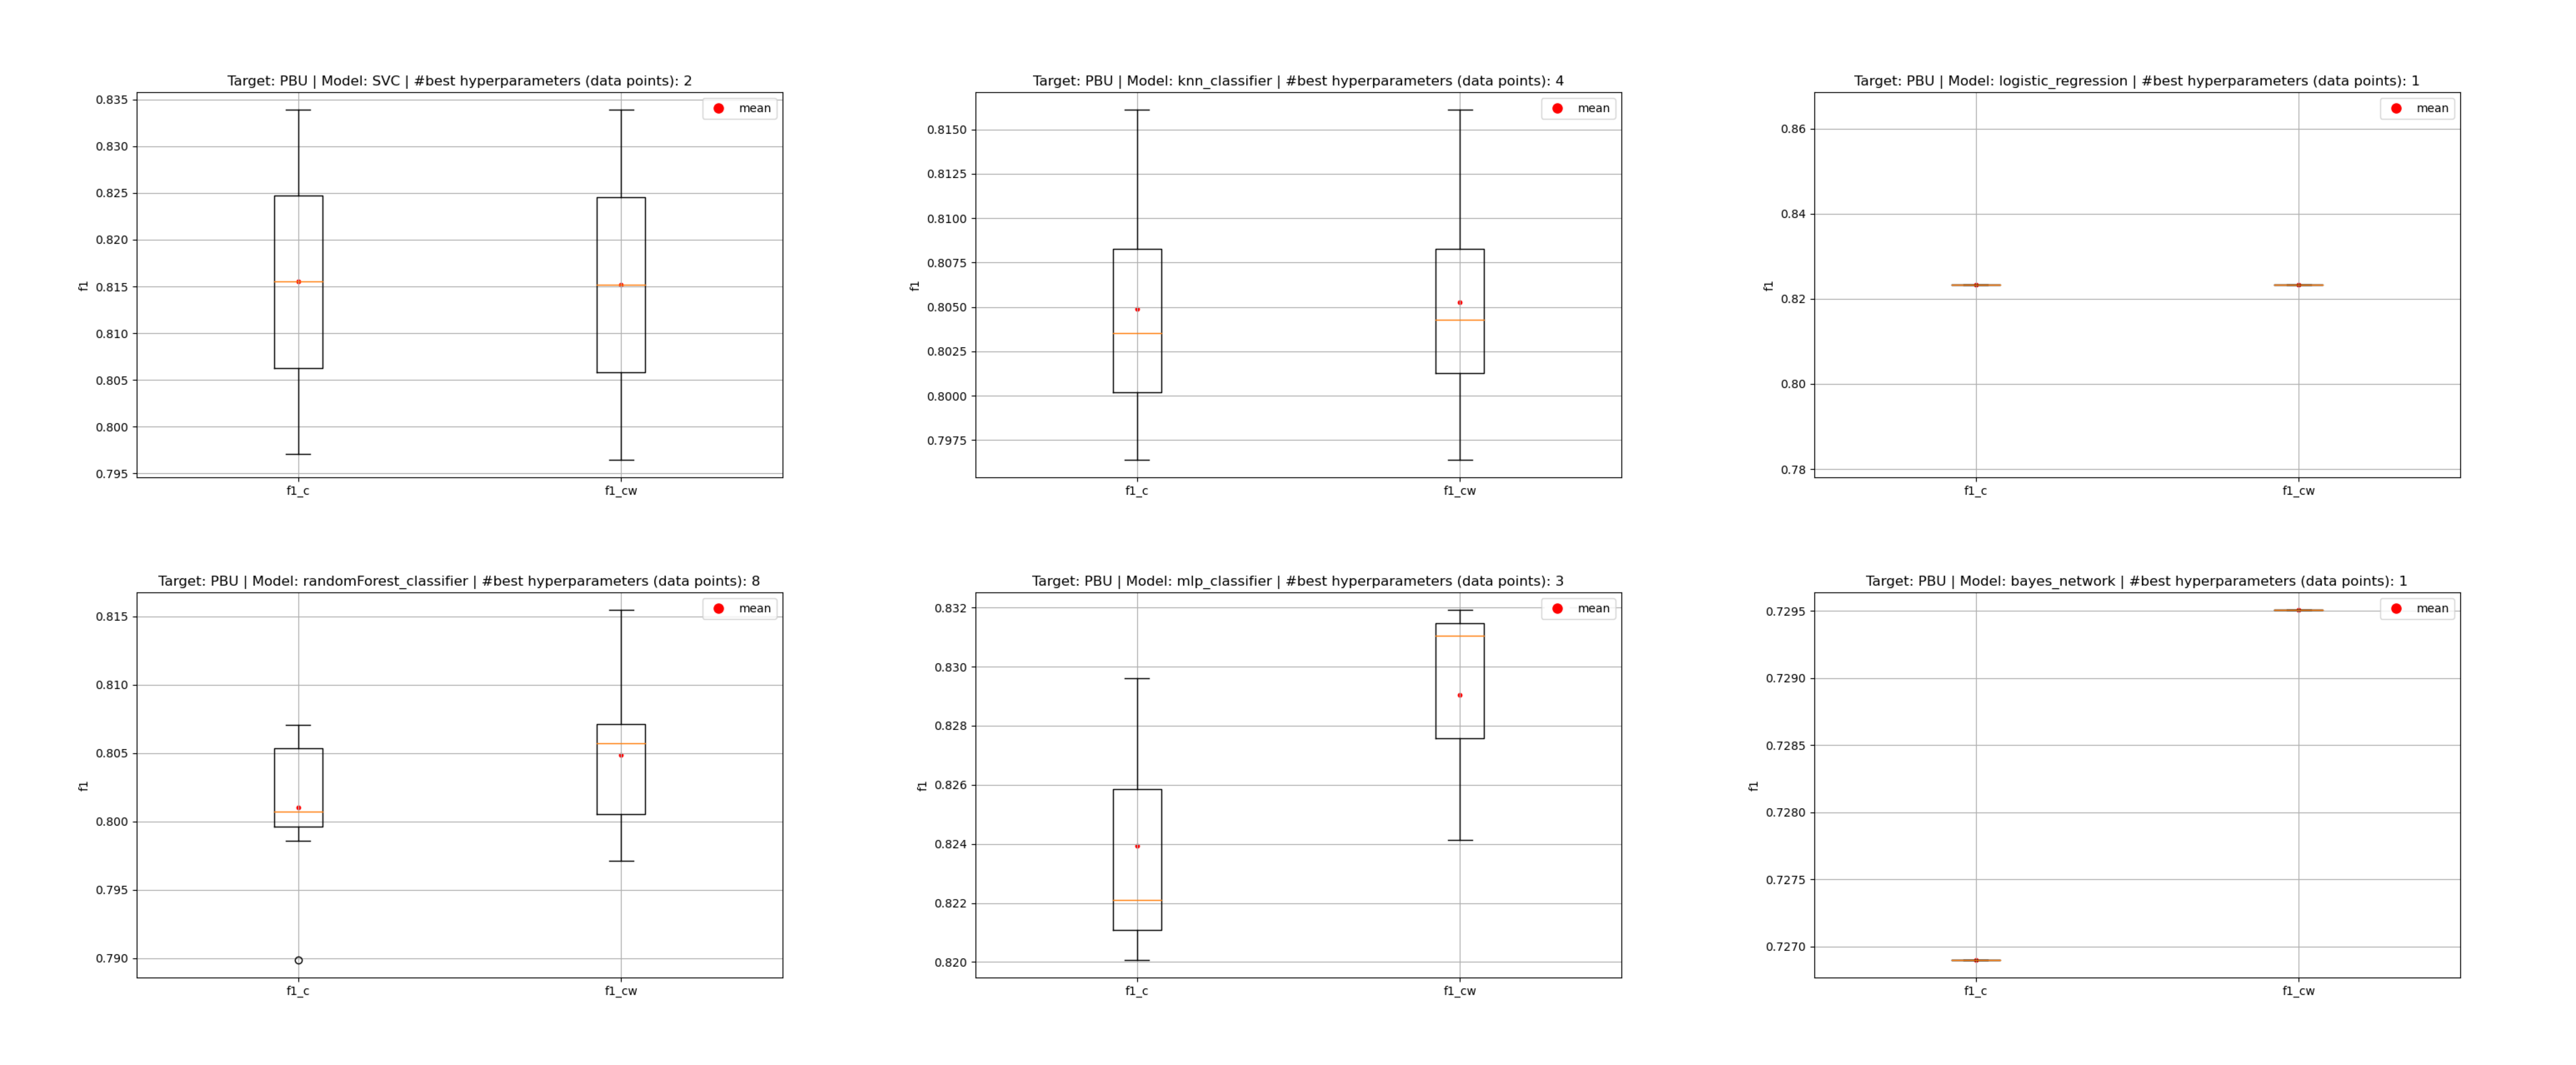 Target: PBU | Model: SVC | #best hyperparameters (data points): 2
0.835
0.830
0.825
0.820
0.815
0.810
0.805
0.800
0.795
f1
mean
f1_c
f1_cw
Target: PBU | Model: knn_classifier | #best hyperparameters (data points): 4
0.8150
0.8125
0.8100
0.8075
0.8050
0.8025
0.8000
0.7975
f1
mean
f1_c
f1_cw
Target: PBU | Model: logistic_regression | #best hyperparameters (data points): 1
0.86
0.84
0.82
0.80
0.78
f1
mean
f1_c
f1_cw
Target: PBU | Model: randomForest_classifier | #best hyperparameters (data points): 8
0.815
0.810
0.805
0.800
0.795
0.790
f1
mean
f1_c
f1_cw
Target: PBU | Model: mlp_classifier | #best hyperparameters (data points): 3
0.832
0.830
0.828
0.826
0.824
0.822
0.820
f1
mean
f1_c
f1_cw
Target: PBU | Model: bayes_network | #best hyperparameters (data points): 1
0.7295
0.7290
0.7285
0.7280
0.7275
0.7270
f1
mean
f1_c
f1_cw